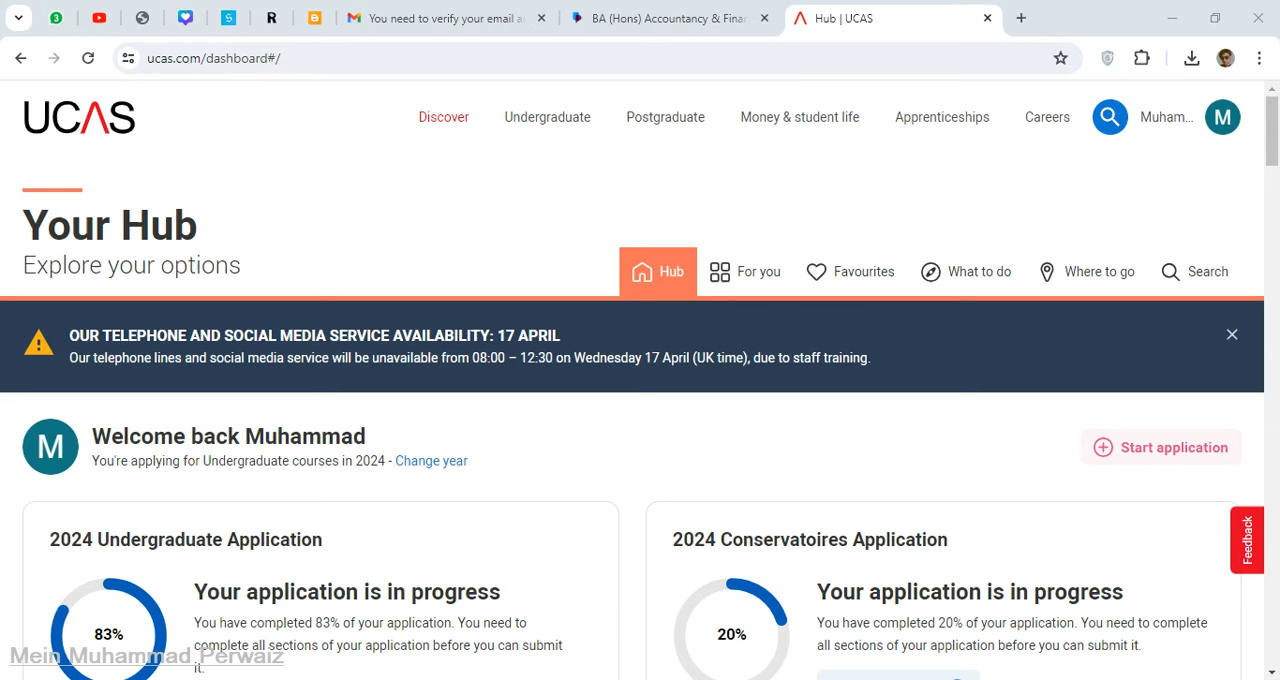 3
S
R
B
You need to verify your email a
BA (Hons) Accountancy & Finan
Hub | UCAS
ucas.com/dashboard#/
UCAS
Discover
Undergraduate
Postgraduate
Money & student life
Apprenticeships
Careers
Muham...
M
Your Hub
Explore your options
Hub
For you
Favourites
What to do
Where to go
Search
OUR TELEPHONE AND SOCIAL MEDIA SERVICE AVAILABILITY: 17 APRIL
Our telephone lines and social media service will be unavailable from 08:00 – 12:30 on Wednesday 17 April (UK time), due to staff training.
M
Welcome back Muhammad
You're applying for Undergraduate courses in 2024 - Change year
Start application
Feedback
2024 Undergraduate Application
83%
Your application is in progress
You have completed 83% of your application. You need to
complete all sections of your application before you can submit
it.
2024 Conservatoires Application
20%
Your application is in progress
You have completed 20% of your application. You need to complete
all sections of your application before you can submit it.
Mein Muhammad Perwaiz